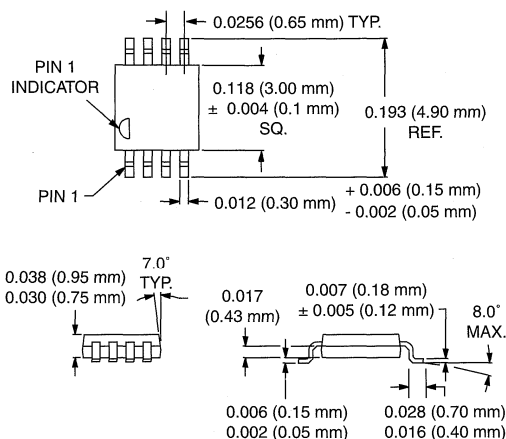 0.0256 (0.65 mm) TYP.
PIN 1
INDICATOR
0.118 (3.00 mm)
± 0.004 (0.1 mm)
SQ.
0.193 (4.90 mm)
REF.
PIN 1
0.012 (0.30 mm)
+ 0.006 (0.15 mm)
- 0.002 (0.05 mm)
7.0°
TYP.
0.038 (0.95 mm)
0.030 (0.75 mm)
0.017
(0.43 mm)
0.007 (0.18 mm)
± 0.005 (0.12 mm)
8.0°
MAX.
0.006 (0.15 mm)
0.002 (0.05 mm)
0.028 (0.70 mm)
0.016 (0.40 mm)